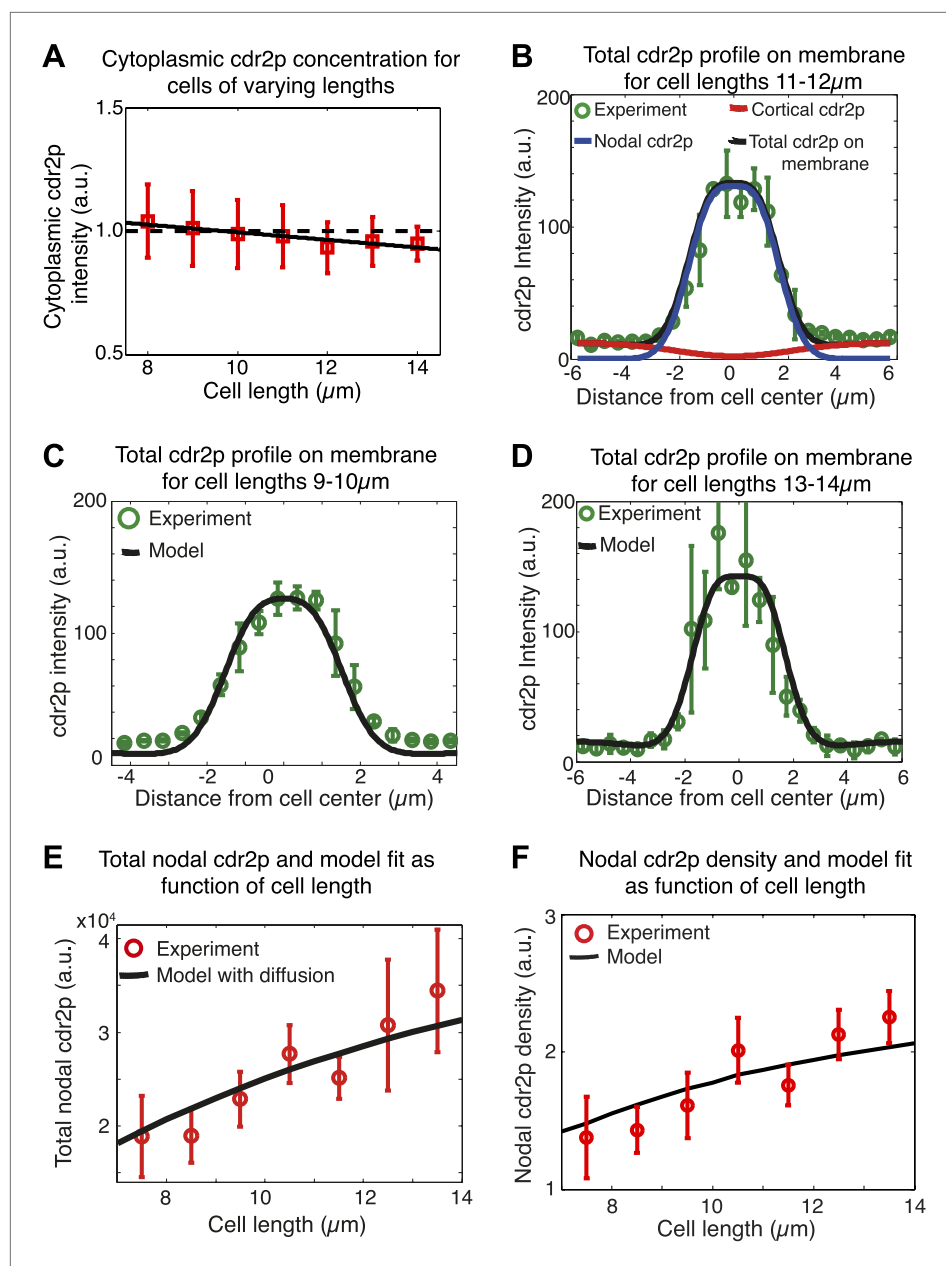 A
Cytoplasmic cdr2p concentration for
cells of varying lengths
1.5
1.0
0.5
Cytoplasmic cdr2p
intensity (a.u.)
8 10 12 14
Cell length (µm)
B
Total cdr2p profile on membrane
for cell lengths 11-12µm
200
100
0
cdr2p Intensity (a.u.)
Experiment
Cortical cdr2p
Nodal cdr2p
Total cdr2p on
membrane
-6 -4 -2 0 2 4 6
Distance from cell center (µm)
C
Total cdr2p profile on membrane
for cell lengths 9-10µm
200
100
0
cdr2p intensity (a.u.)
Experiment
Model
-4 -2 0 2 4
Distance from cell center (µm)
D
Total cdr2p profile on membrane
for cell lengths 13-14µm
200
100
0
cdr2p Intensity (a.u.)
Experiment
Model
-6 -4 -2 0 2 4 6
Distance from cell center (µm)
E
Total nodal cdr2p and model fit as
function of cell length
x10⁴
4
3
2
Total nodal cdr2p (a.u.)
Experiment
Model with diffusion
8 10 12 14
Cell length (µm)
F
Nodal cdr2p density and model fit
as function of cell length
3
2
1
Nodal cdr2p density
Experiment
Model
8 10 12 14
Cell length (µm)